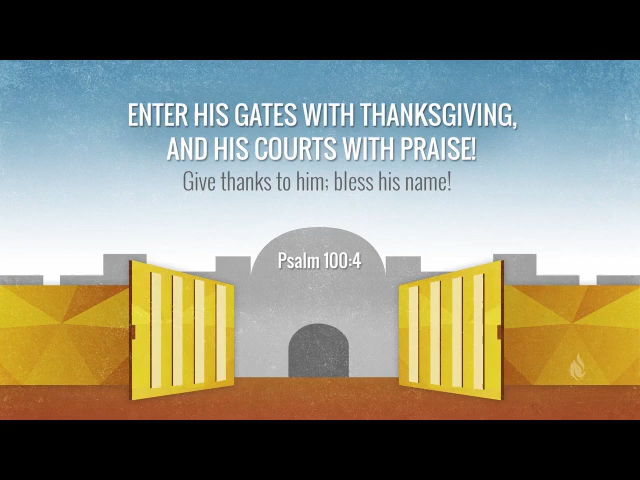 ENTER HIS GATES WITH THANKSGIVING,
AND HIS COURTS WITH PRAISE!
Give thanks to him; bless his name!
Psalm 100:4